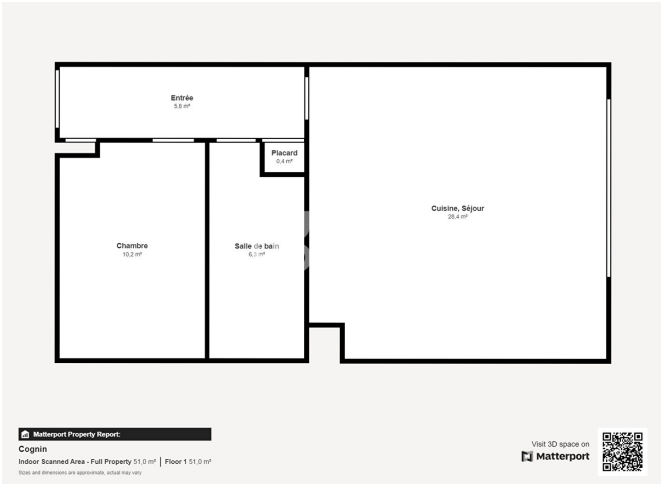 Entrée
5,8 m²
Placard
0,4 m²
Cuisine, Séjour
28,4 m²
Chambre
10,2 m²
Salle de bain
6,3 m²
Matterport Property Report:
Cognin
Indoor Scanned Area - Full Property 51,0 m² | Floor 1 51,0 m²
Sizes and dimensions are approximate, actual may vary
Visit 3D space on
Matterport